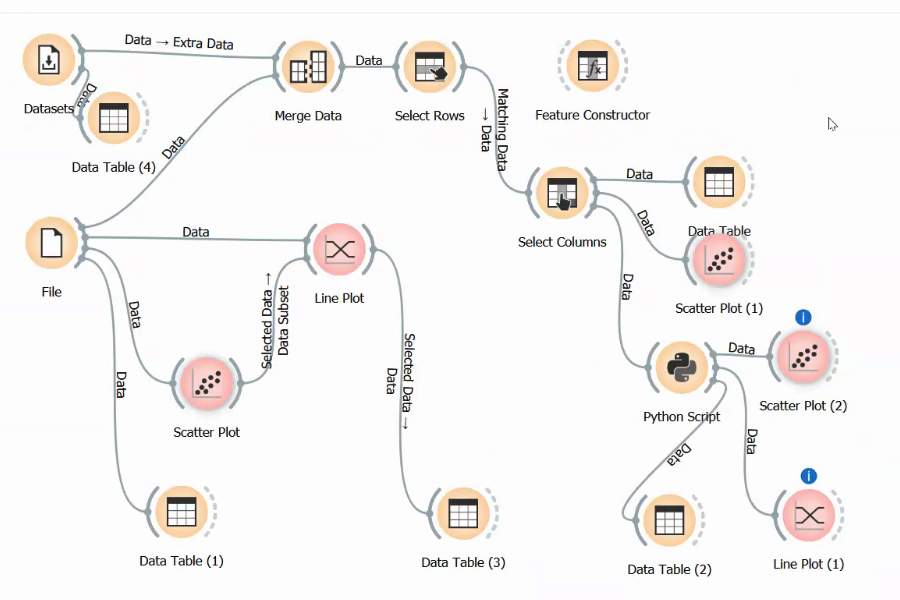 Data → Extra Data
Datasets
Data
Data Table (4)
Data
Merge Data
Data
Select Rows
Matching Data
→ Data
Feature Constructor
Select Columns
Data
Data Table
Data
Scatter Plot (1)
File
Data
Line Plot
Data
Data
Selected Data →
Data Subset
Scatter Plot
Data Table (1)
Selected Data →
Data
Data Table (3)
Data
Python Script
Data
i
Scatter Plot (2)
Data
Data Table (2)
Data
i
Line Plot (1)